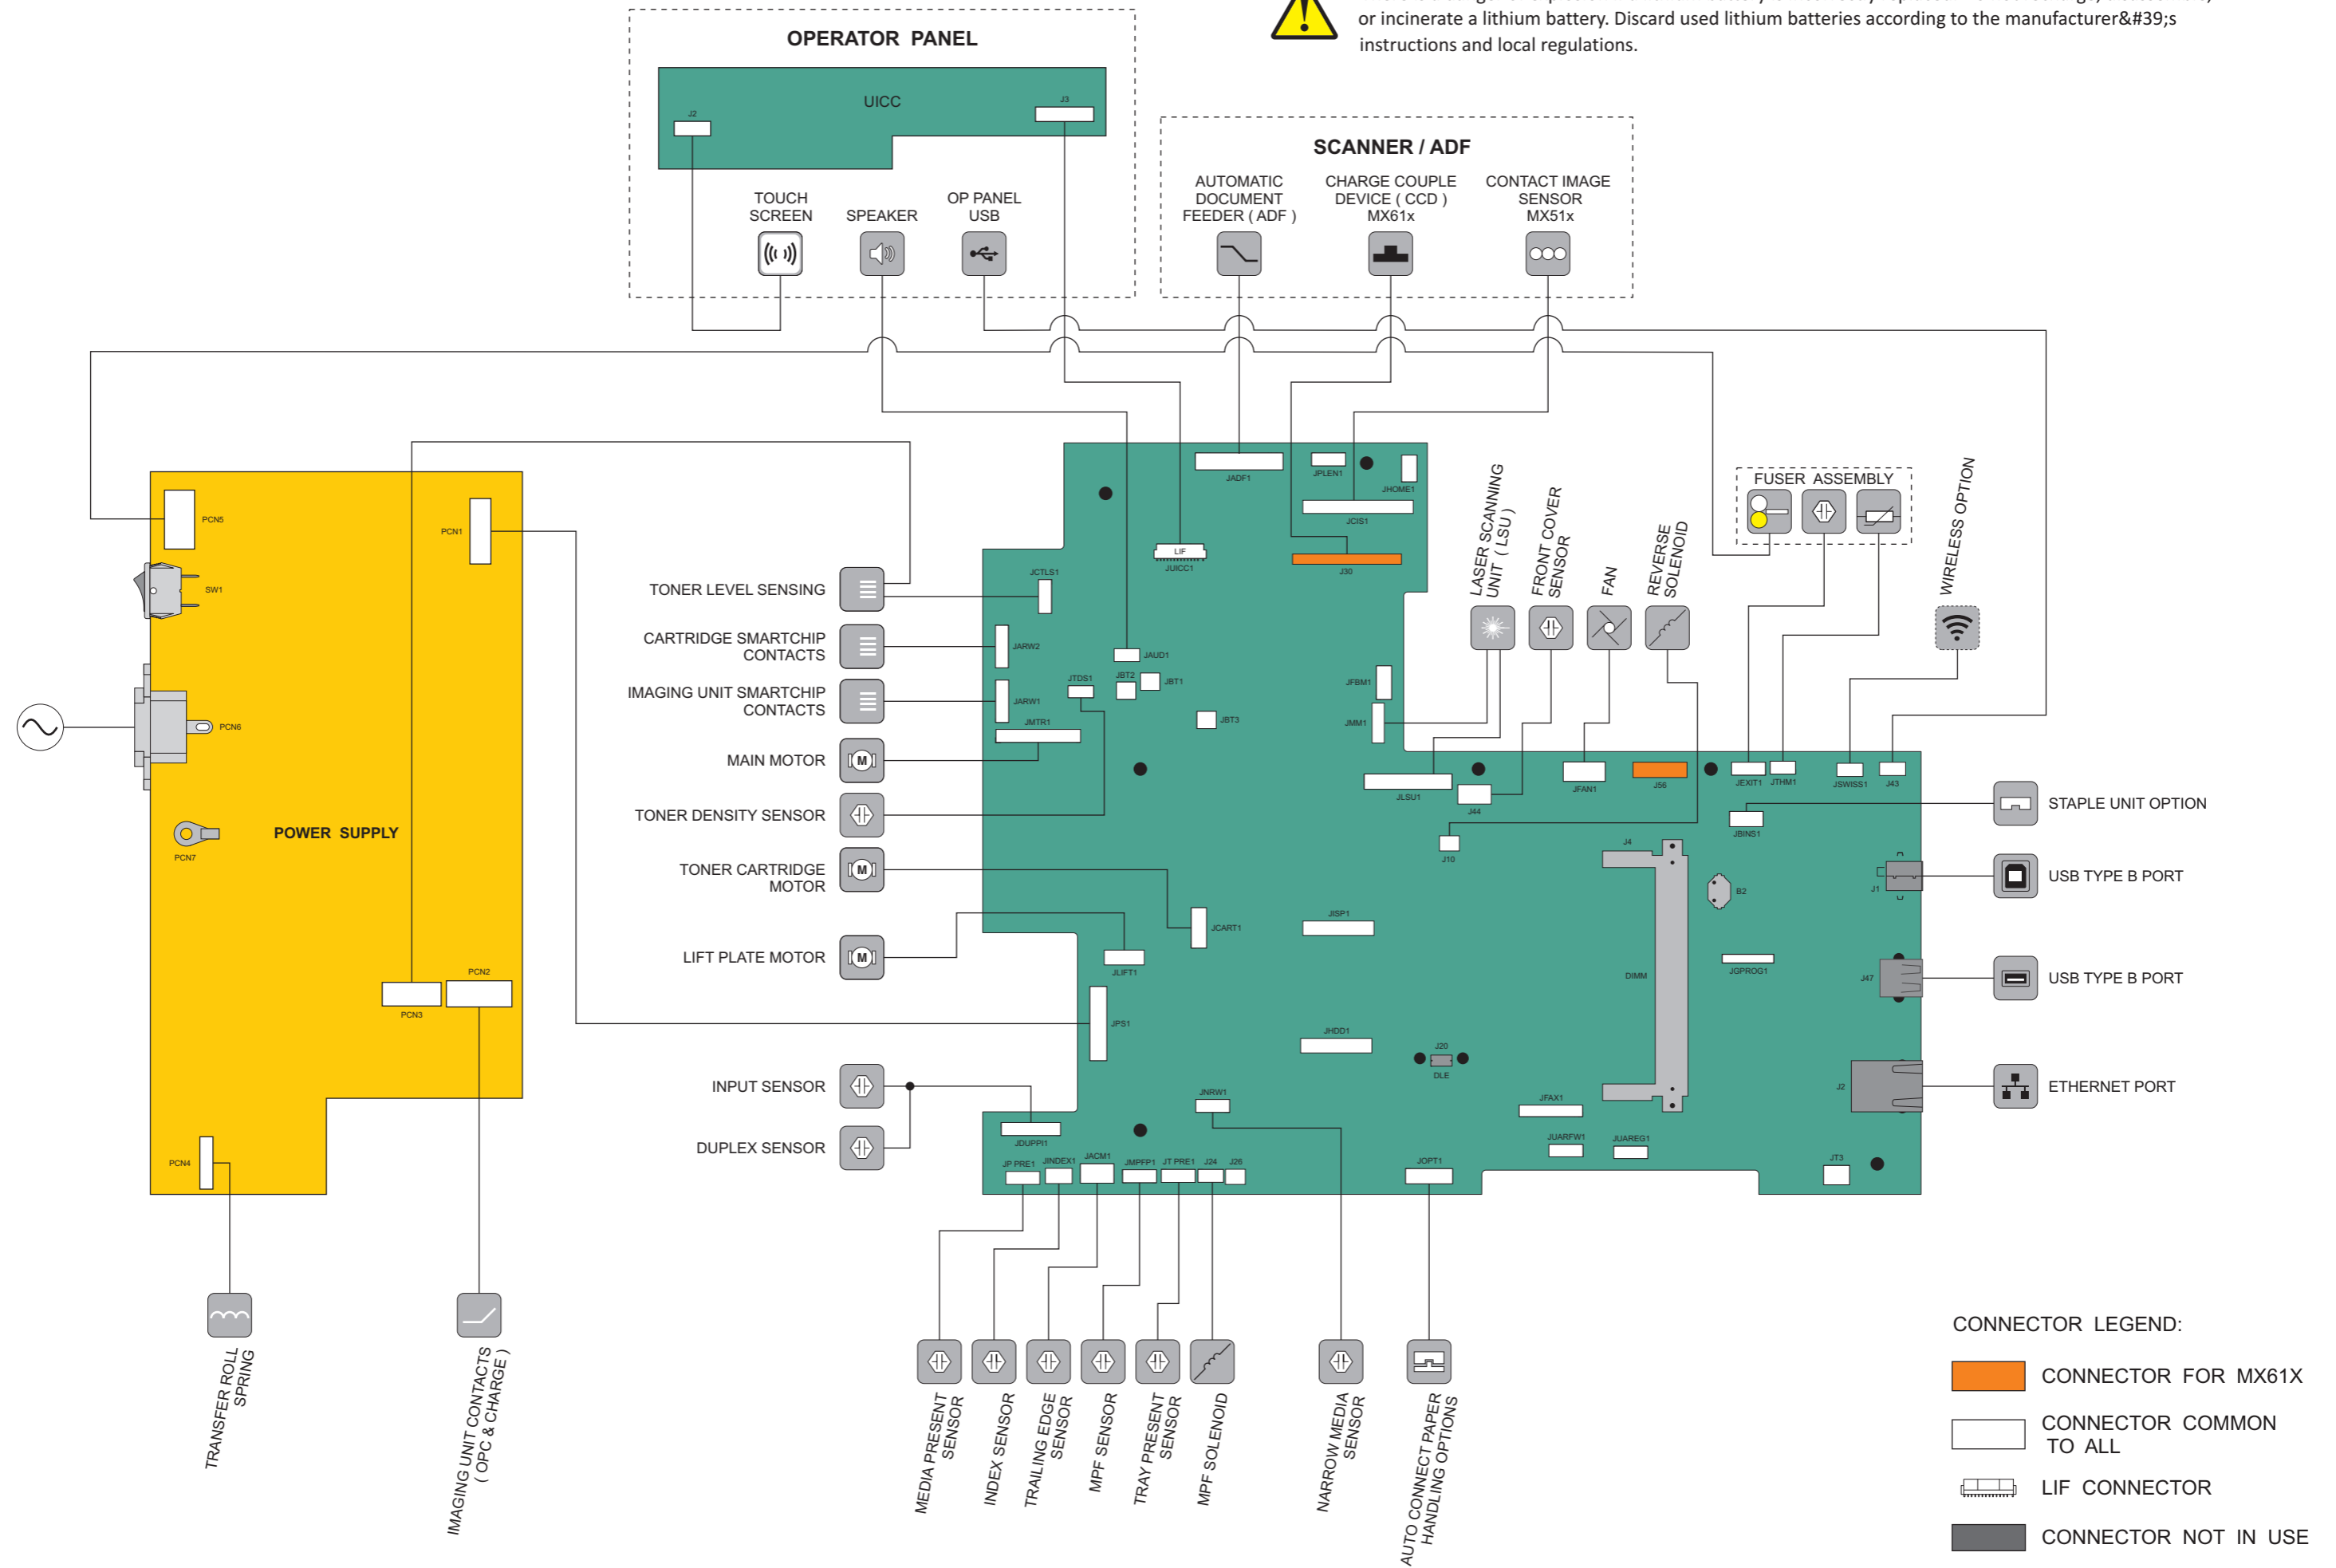 or incinerate a lithium battery. Discard used lithium batteries according to the manufacturer&#39;s
instructions and local regulations.
OPERATOR PANEL
UICC
J2
J3
TOUCH
SCREEN
SPEAKER
OP PANEL
USB
SCANNER / ADF
AUTOMATIC
DOCUMENT
FEEDER ( ADF )
CHARGE COUPLE
DEVICE ( CCD )
MX61x
CONTACT IMAGE
SENSOR
MX51x
PCN5
PCN1
SW1
PCN6
POWER SUPPLY
PCN7
PCN2
PCN3
PCN4
TRANSFER ROLL
SPRING
IMAGING UNIT CONTACTS
( OPC & CHARGE )
TONER LEVEL SENSING
CARTRIDGE SMARTCHIP
CONTACTS
IMAGING UNIT SMARTCHIP
CONTACTS
MAIN MOTOR
TONER DENSITY SENSOR
TONER CARTRIDGE
MOTOR
LIFT PLATE MOTOR
INPUT SENSOR
DUPLEX SENSOR
JADF1
JPLEN1
JHOME1
JCIS1
LIF
JUICC1
J30
JCTLS1
JARW2
JAUD1
JTDS1
JBT2
JBT1
JARW1
JMTR1
JBT3
JFBM1
JMM1
JLSU1
J44
J10
JFAN1
J56
JEXIT1
JTHM1
JSWISS1
J43
JBINS1
J4
B2
J1
JCART1
JISP1
JLIFT1
DIMM
JGPROG1
J47
JPS1
JHDD1
J20
DLE
J2
JNRW1
JFAX1
JDUPPI1
JUARFW1
JUAREG1
JP PRE1
JINDEX1
JACM1
JMPFP1
JT PRE1
J24
J26
JOPT1
JT3
LASER SCANNING
UNIT ( LSU )
FRONT COVER
SENSOR
FAN
REVERSE
SOLENOID
FUSER ASSEMBLY
WIRELESS OPTION
STAPLE UNIT OPTION
USB TYPE B PORT
USB TYPE B PORT
ETHERNET PORT
MEDIA PRESENT
SENSOR
INDEX SENSOR
TRAILING EDGE
SENSOR
MPF SENSOR
TRAY PRESENT
SENSOR
MPF SOLENOID
NARROW MEDIA
SENSOR
AUTO CONNECT PAPER
HANDLING OPTIONS
CONNECTOR LEGEND:
CONNECTOR FOR MX61X
CONNECTOR COMMON
TO ALL
LIF CONNECTOR
CONNECTOR NOT IN USE
M
M
M